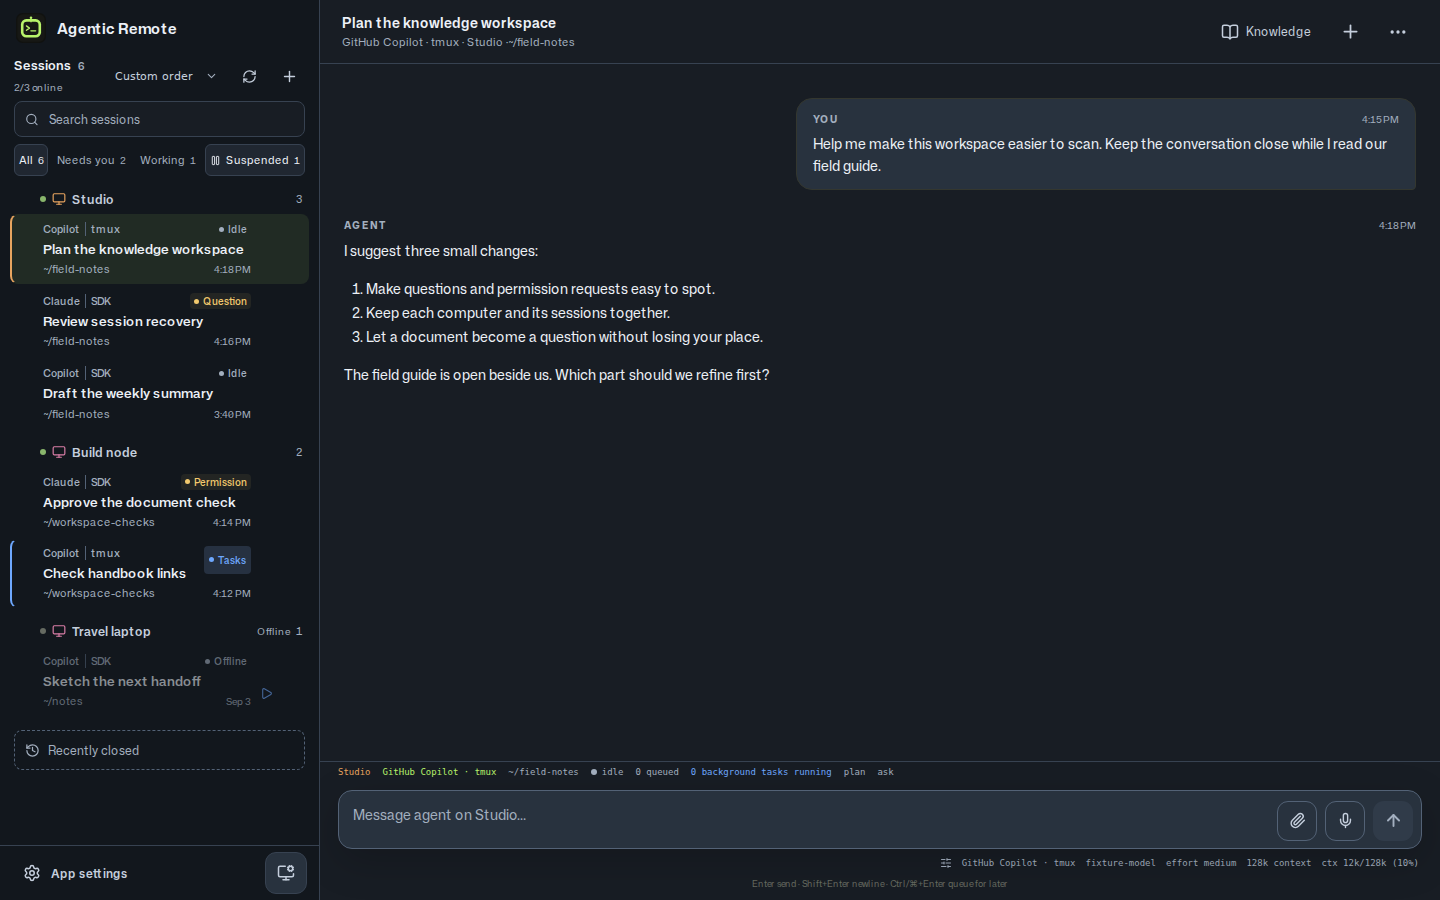 Agentic Remote
Sessions 6
2/3 online
Custom order
Search sessions
All 6
Needs you 2
Working 1
Suspended 1
Studio 3
Copilot | tmux Idle
Plan the knowledge workspace
~/field-notes 4:18 PM
Claude | SDK Question
Review session recovery
~/field-notes 4:16 PM
Copilot | SDK Idle
Draft the weekly summary
~/field-notes 3:40 PM
Build node 2
Claude | SDK Permission
Approve the document check
~/workspace-checks 4:14 PM
Copilot | tmux Tasks
Check handbook links
~/workspace-checks 4:12 PM
Travel laptop Offline 1
Copilot | SDK Offline
Sketch the next handoff
~/notes Sep 3
Recently closed
App settings
Plan the knowledge workspace
GitHub Copilot · tmux · Studio · ~/field-notes
Knowledge
YOU 4:15 PM
Help me make this workspace easier to scan. Keep the conversation close while I read our
field guide.
AGENT 4:18 PM
I suggest three small changes:
1. Make questions and permission requests easy to spot.
2. Keep each computer and its sessions together.
3. Let a document become a question without losing your place.
The field guide is open beside us. Which part should we refine first?
Studio GitHub Copilot · tmux ~/field-notes idle 0 queued 0 background tasks running plan ask
Message agent on Studio...
GitHub Copilot · tmux fixture-model effort medium 128k context ctx 12k/128k (10%)
Enter send · Shift+Enter newline · Ctrl/⌘+Enter queue for later